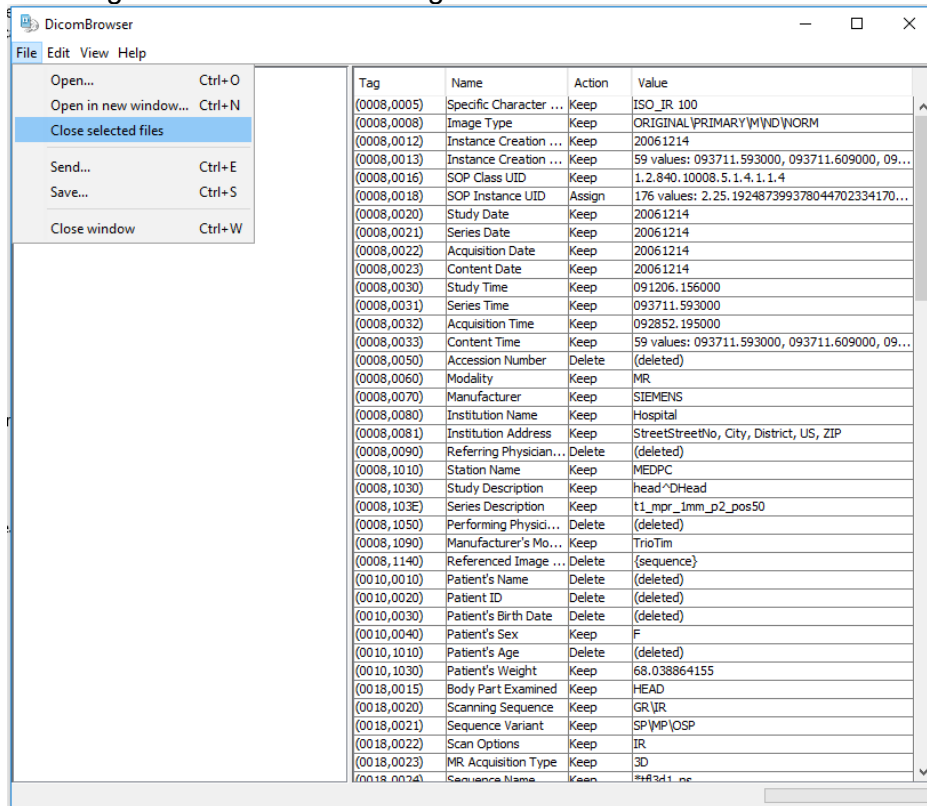 DicomBrowser
File Edit View Help
Open... Ctrl+O
Open in new window... Ctrl+N
Close selected files
Send... Ctrl+E
Save... Ctrl+S
Close window Ctrl+W
Tag Name Action Value
(0008,0005) Specific Character ... Keep ISO_IR 100
(0008,0008) Image Type Keep ORIGINAL\PRIMARY\M\ND\NORM
(0008,0012) Instance Creation ... Keep 20061214
(0008,0013) Instance Creation ... Keep 59 values: 093711.593000, 093711.609000, 09...
(0008,0016) SOP Class UID Keep 1.2.840.10008.5.1.4.1.1.4
(0008,0018) SOP Instance UID Assign 176 values: 2.25.192487399378044702334170...
(0008,0020) Study Date Keep 20061214
(0008,0021) Series Date Keep 20061214
(0008,0022) Acquisition Date Keep 20061214
(0008,0023) Content Date Keep 20061214
(0008,0030) Study Time Keep 091206.156000
(0008,0031) Series Time Keep 093711.593000
(0008,0032) Acquisition Time Keep 092852.195000
(0008,0033) Content Time Keep 59 values: 093711.593000, 093711.609000, 09...
(0008,0050) Accession Number Delete (deleted)
(0008,0060) Modality Keep MR
(0008,0070) Manufacturer Keep SIEMENS
(0008,0080) Institution Name Keep Hospital
(0008,0081) Institution Address Keep StreetStreetNo, City, District, US, ZIP
(0008,0090) Referring Physician... Delete (deleted)
(0008,1010) Station Name Keep MEDPC
(0008,1030) Study Description Keep head^DHead
(0008,103E) Series Description Keep t1_mpr_1mm_p2_pos50
(0008,1050) Performing Physici... Delete (deleted)
(0008,1090) Manufacturer's Mo... Keep TrioTim
(0008,1140) Referenced Image ... Delete {sequence}
(0010,0010) Patient's Name Delete (deleted)
(0010,0020) Patient ID Delete (deleted)
(0010,0030) Patient's Birth Date Delete (deleted)
(0010,0040) Patient's Sex Keep F
(0010,1010) Patient's Age Delete (deleted)
(0010,1030) Patient's Weight Keep 68.038864155
(0018,0015) Body Part Examined Keep HEAD
(0018,0020) Scanning Sequence Keep GR\IR
(0018,0021) Sequence Variant Keep SP\MP\OSP
(0018,0022) Scan Options Keep IR
(0018,0023) MR Acquisition Type Keep 3D
(0018,0024) Sequence Name Keep *tfl3d1_ns